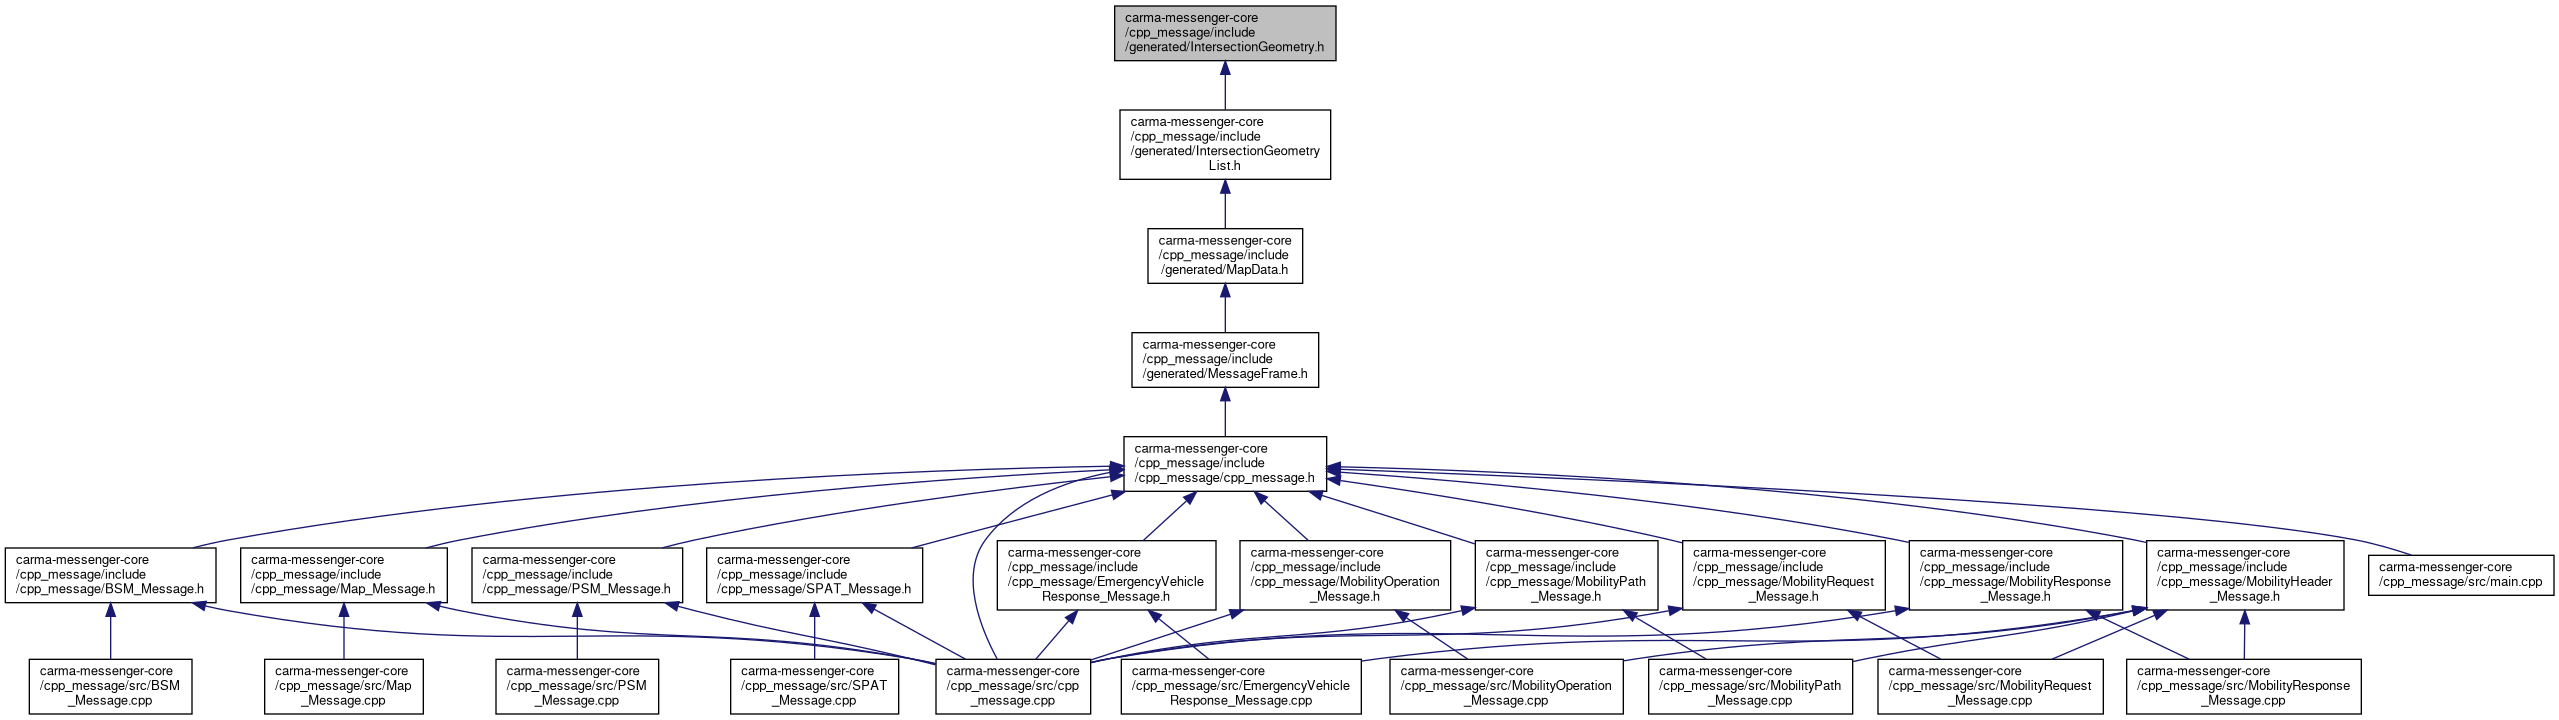 carma-messenger-core
/cpp_message/include
/generated/IntersectionGeometry.h
carma-messenger-core
/cpp_message/include
/generated/IntersectionGeometry
List.h
carma-messenger-core
/cpp_message/include
/generated/MapData.h
carma-messenger-core
/cpp_message/include
/generated/MessageFrame.h
carma-messenger-core
/cpp_message/include
/cpp_message/cpp_message.h
carma-messenger-core
/cpp_message/include
/cpp_message/BSM_Message.h
carma-messenger-core
/cpp_message/include
/cpp_message/Map_Message.h
carma-messenger-core
/cpp_message/include
/cpp_message/PSM_Message.h
carma-messenger-core
/cpp_message/include
/cpp_message/SPAT_Message.h
carma-messenger-core
/cpp_message/include
/cpp_message/EmergencyVehicle
Response_Message.h
carma-messenger-core
/cpp_message/include
/cpp_message/MobilityOperation
_Message.h
carma-messenger-core
/cpp_message/include
/cpp_message/MobilityPath
_Message.h
carma-messenger-core
/cpp_message/include
/cpp_message/MobilityRequest
_Message.h
carma-messenger-core
/cpp_message/include
/cpp_message/MobilityResponse
_Message.h
carma-messenger-core
/cpp_message/include
/cpp_message/MobilityHeader
_Message.h
carma-messenger-core
/cpp_message/src/main.cpp
carma-messenger-core
/cpp_message/src/BSM
_Message.cpp
carma-messenger-core
/cpp_message/src/Map
_Message.cpp
carma-messenger-core
/cpp_message/src/PSM
_Message.cpp
carma-messenger-core
/cpp_message/src/SPAT
_Message.cpp
carma-messenger-core
/cpp_message/src/cpp
_message.cpp
carma-messenger-core
/cpp_message/src/EmergencyVehicle
Response_Message.cpp
carma-messenger-core
/cpp_message/src/MobilityOperation
_Message.cpp
carma-messenger-core
/cpp_message/src/MobilityPath
_Message.cpp
carma-messenger-core
/cpp_message/src/MobilityRequest
_Message.cpp
carma-messenger-core
/cpp_message/src/MobilityResponse
_Message.cpp